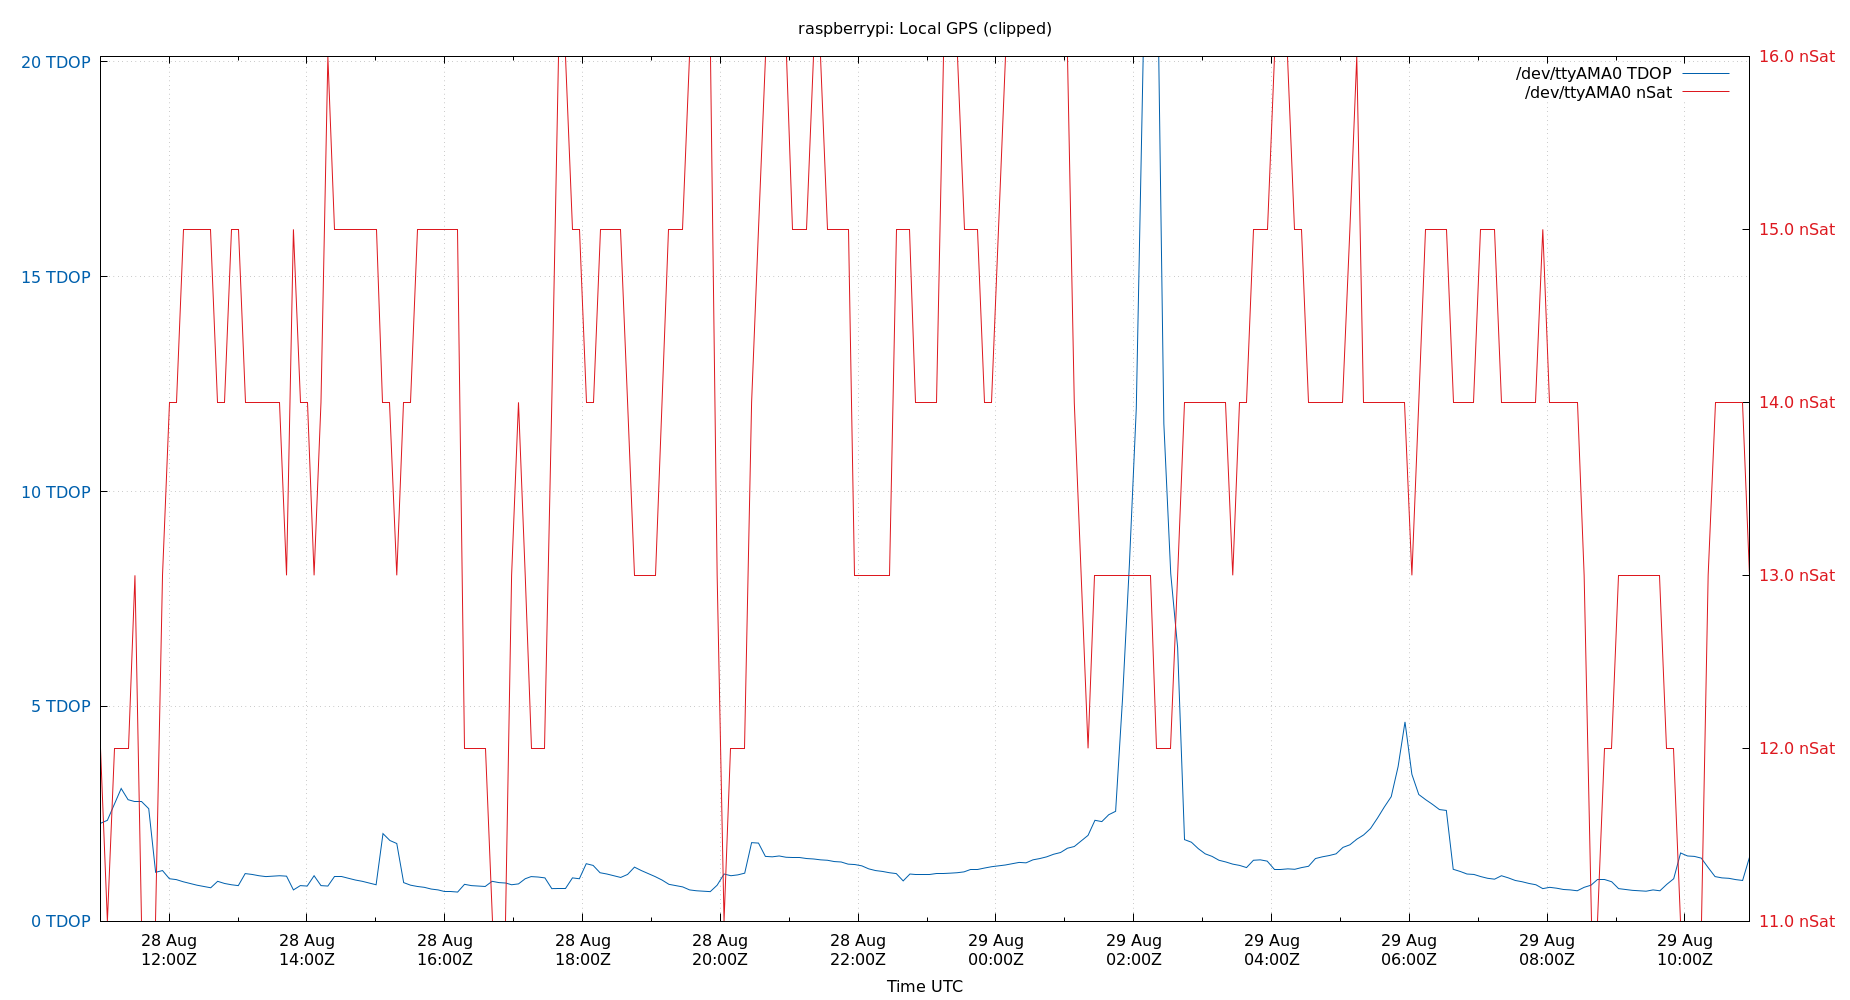 raspberrypi: Local GPS (clipped)
20 TDOP
15 TDOP
10 TDOP
5 TDOP
0 TDOP
16.0 nSat
15.0 nSat
14.0 nSat
13.0 nSat
12.0 nSat
11.0 nSat
/dev/ttyAMA0 TDOP
/dev/ttyAMA0 nSat
28 Aug
12:00Z
28 Aug
14:00Z
28 Aug
16:00Z
28 Aug
18:00Z
28 Aug
20:00Z
28 Aug
22:00Z
29 Aug
00:00Z
29 Aug
02:00Z
29 Aug
04:00Z
29 Aug
06:00Z
29 Aug
08:00Z
29 Aug
10:00Z
Time UTC